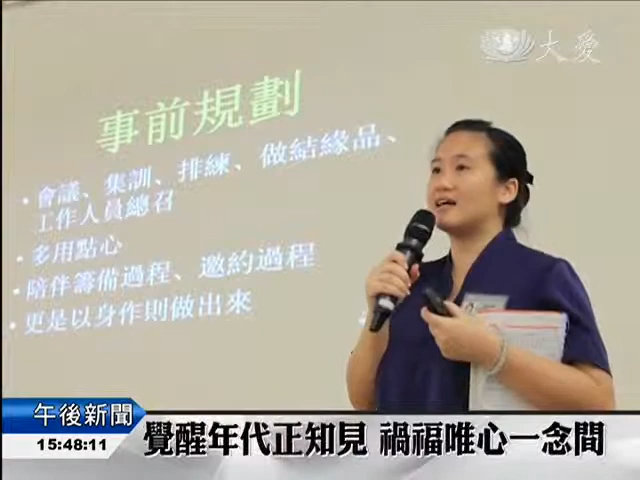 大愛
事前規劃
• 會議、集訓、排練、做結緣品、
工作人員總召
• 多用點心
• 陪伴籌備過程、邀約過程
• 更是以身作則做出來
午後新聞
15:48:11
覺醒年代正知見 禍福唯心一念間